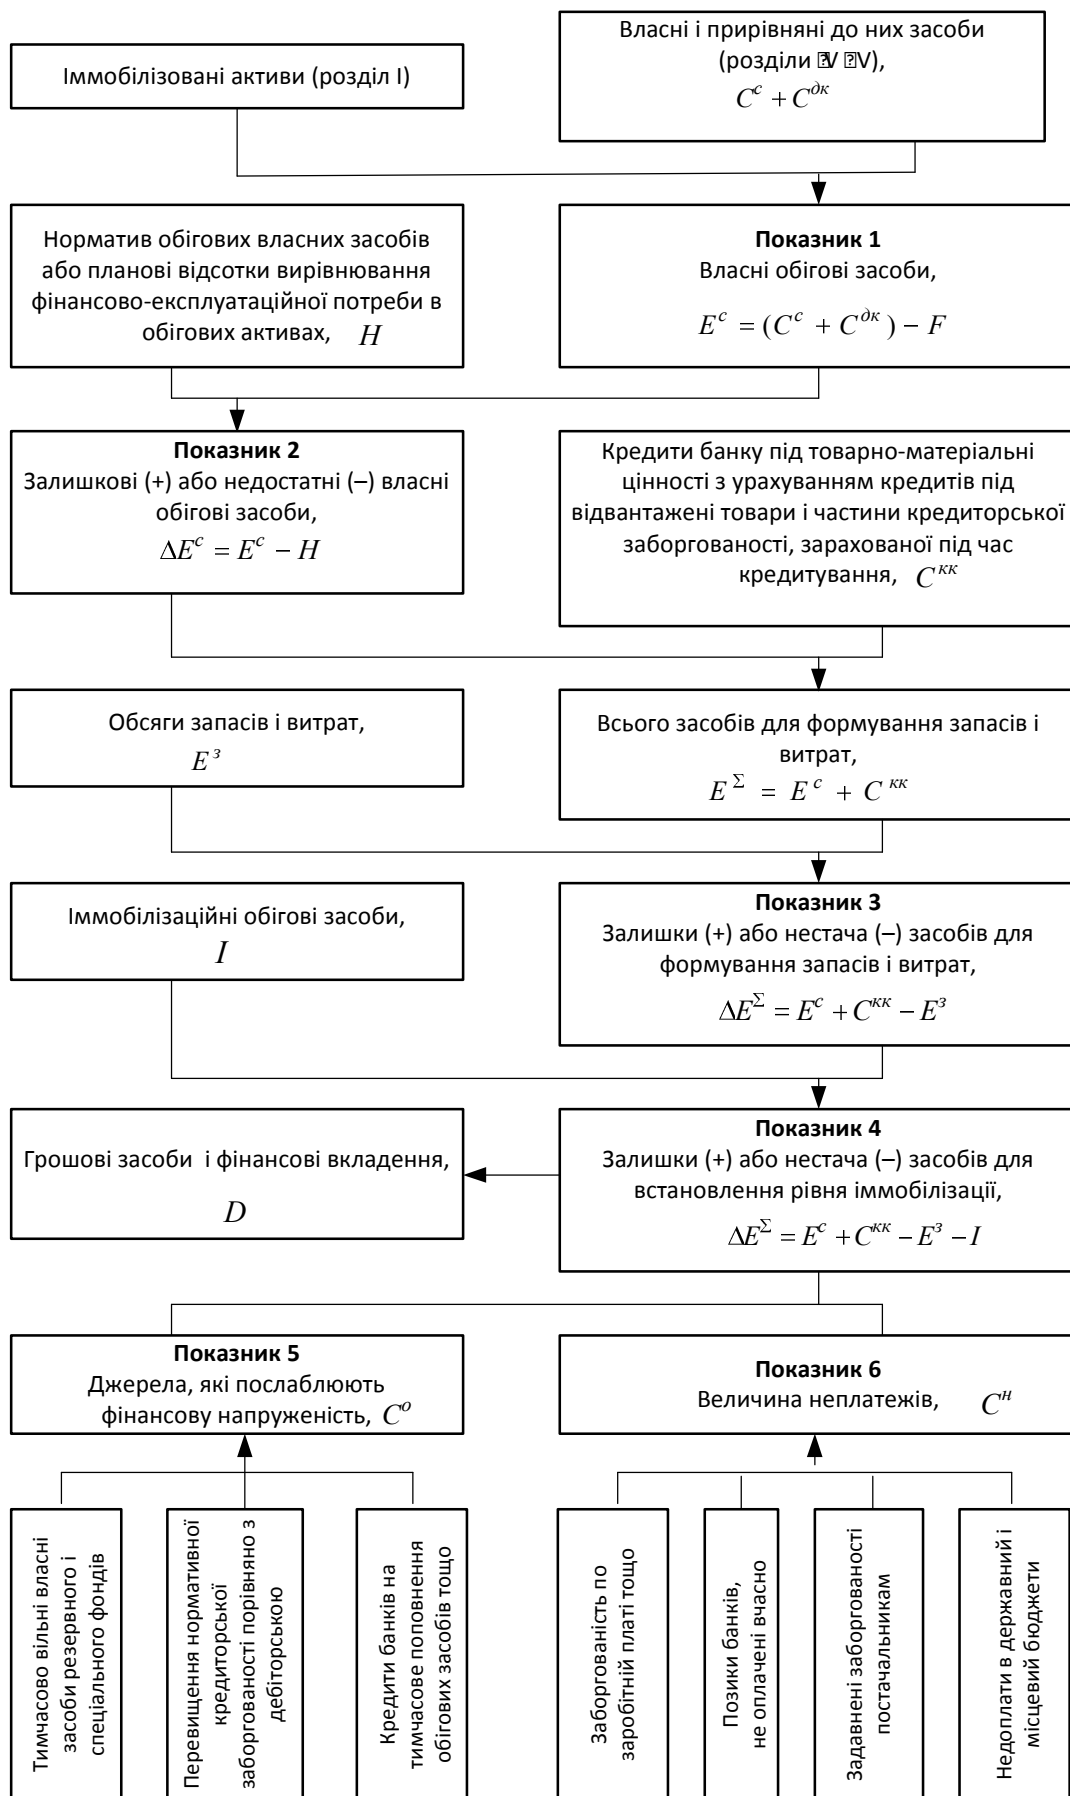 Іммобілізовані активи (розділ I)
Власні і прирівняні до них засоби
(розділи V V),
C^c + C^дк
Норматив обігових власних засобів
або планові відсотки вирівнювання
фінансово-експлуатаційної потреби в
обігових активах, H
Показник 1
Власні обігові засоби,
E^c = (C^c + C^дк) – F
Показник 2
Залишкові (+) або недостатні (–) власні
обігові засоби,
ΔE^c = E^c – H
Кредити банку під товарно-матеріальні
цінності з урахуванням кредитів під
відвантажені товари і частини кредиторської
заборгованості, зарахованої під час
кредитування, C^кк
Обсяги запасів і витрат,
E^з
Всього засобів для формування запасів і
витрат,
E^Σ = E^c + C^кк
Іммобілізаційні обігові засоби,
I
Показник 3
Залишки (+) або нестача (–) засобів для
формування запасів і витрат,
ΔE^Σ = E^c + C^кк – E^з
Грошові засоби і фінансові вкладення,
D
Показник 4
Залишки (+) або нестача (–) засобів для
встановлення рівня іммобілізації,
ΔE^Σ = E^c + C^кк – E^з – I
Показник 5
Джерела, які послаблюють
фінансову напруженість, C^о
Показник 6
Величина неплатежів, C^н
Тимчасово вільні власні
засоби резервного і
спеціального фондів
Перевищення нормативної
кредиторської
заборгованості порівняно з
дебіторською
Кредити банків на
тимчасове поповнення
обігових засобів тощо
Заборгованість по
заробітній платі тощо
Позики банків,
не оплачені вчасно
Задавнені заборгованості
постачальникам
Недоплати в державний і
місцевий бюджети